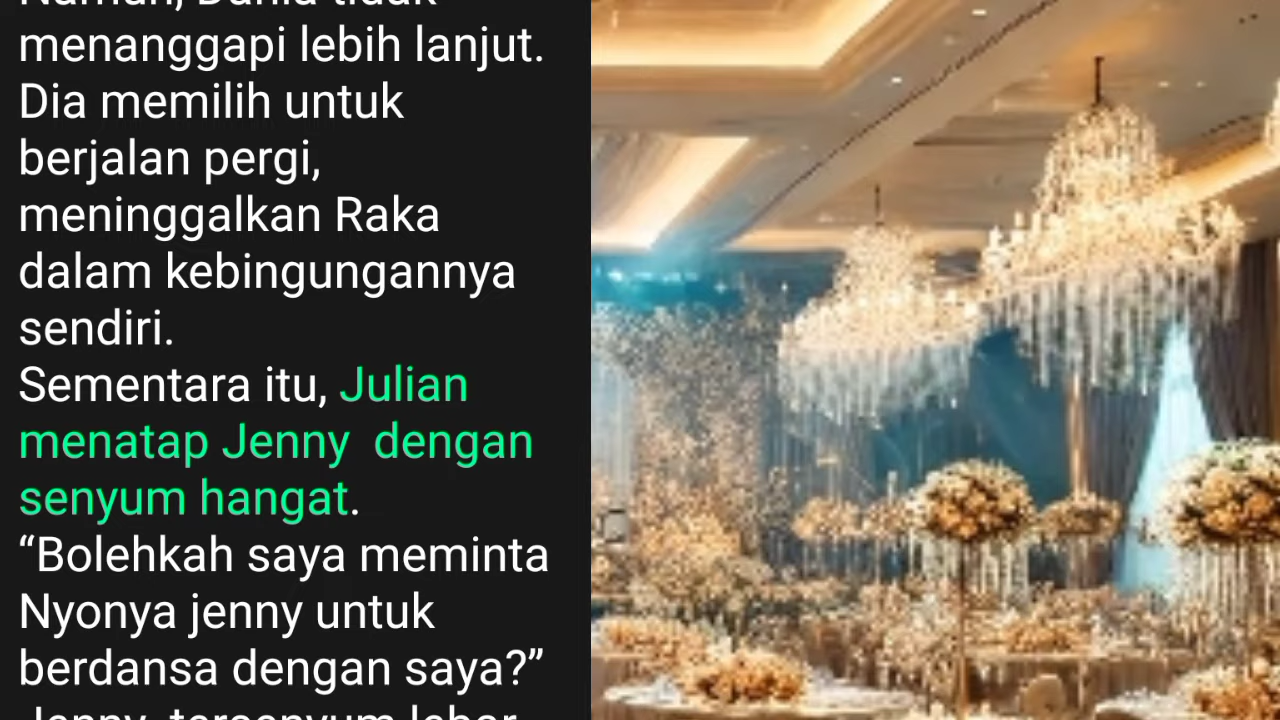 menanggapi lebih lanjut.
Dia memilih untuk
berjalan pergi,
meninggalkan Raka
dalam kebingungannya
sendiri.
Sementara itu, Julian
menatap Jenny  dengan
senyum hangat.
“Bolehkah saya meminta
Nyonya jenny untuk
berdansa dengan saya?”